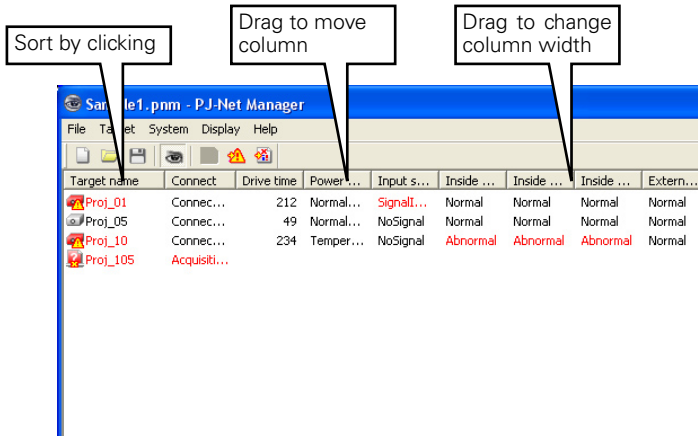 Sort by clicking
Drag to move
column
Drag to change
column width
Sample1.pnm - PJ-Net Manager
File Target System Display Help
Target name Connect Drive time Power ... Input s... Inside ... Inside ... Inside ... Extern...
Proj_01 Connec... 212 Normal... SignalI... Normal Normal Normal Normal
Proj_05 Connec... 49 Normal... NoSignal Normal Normal Normal Normal
Proj_10 Connec... 234 Temper... NoSignal Abnormal Abnormal Abnormal Normal
Proj_105 Acquisiti...